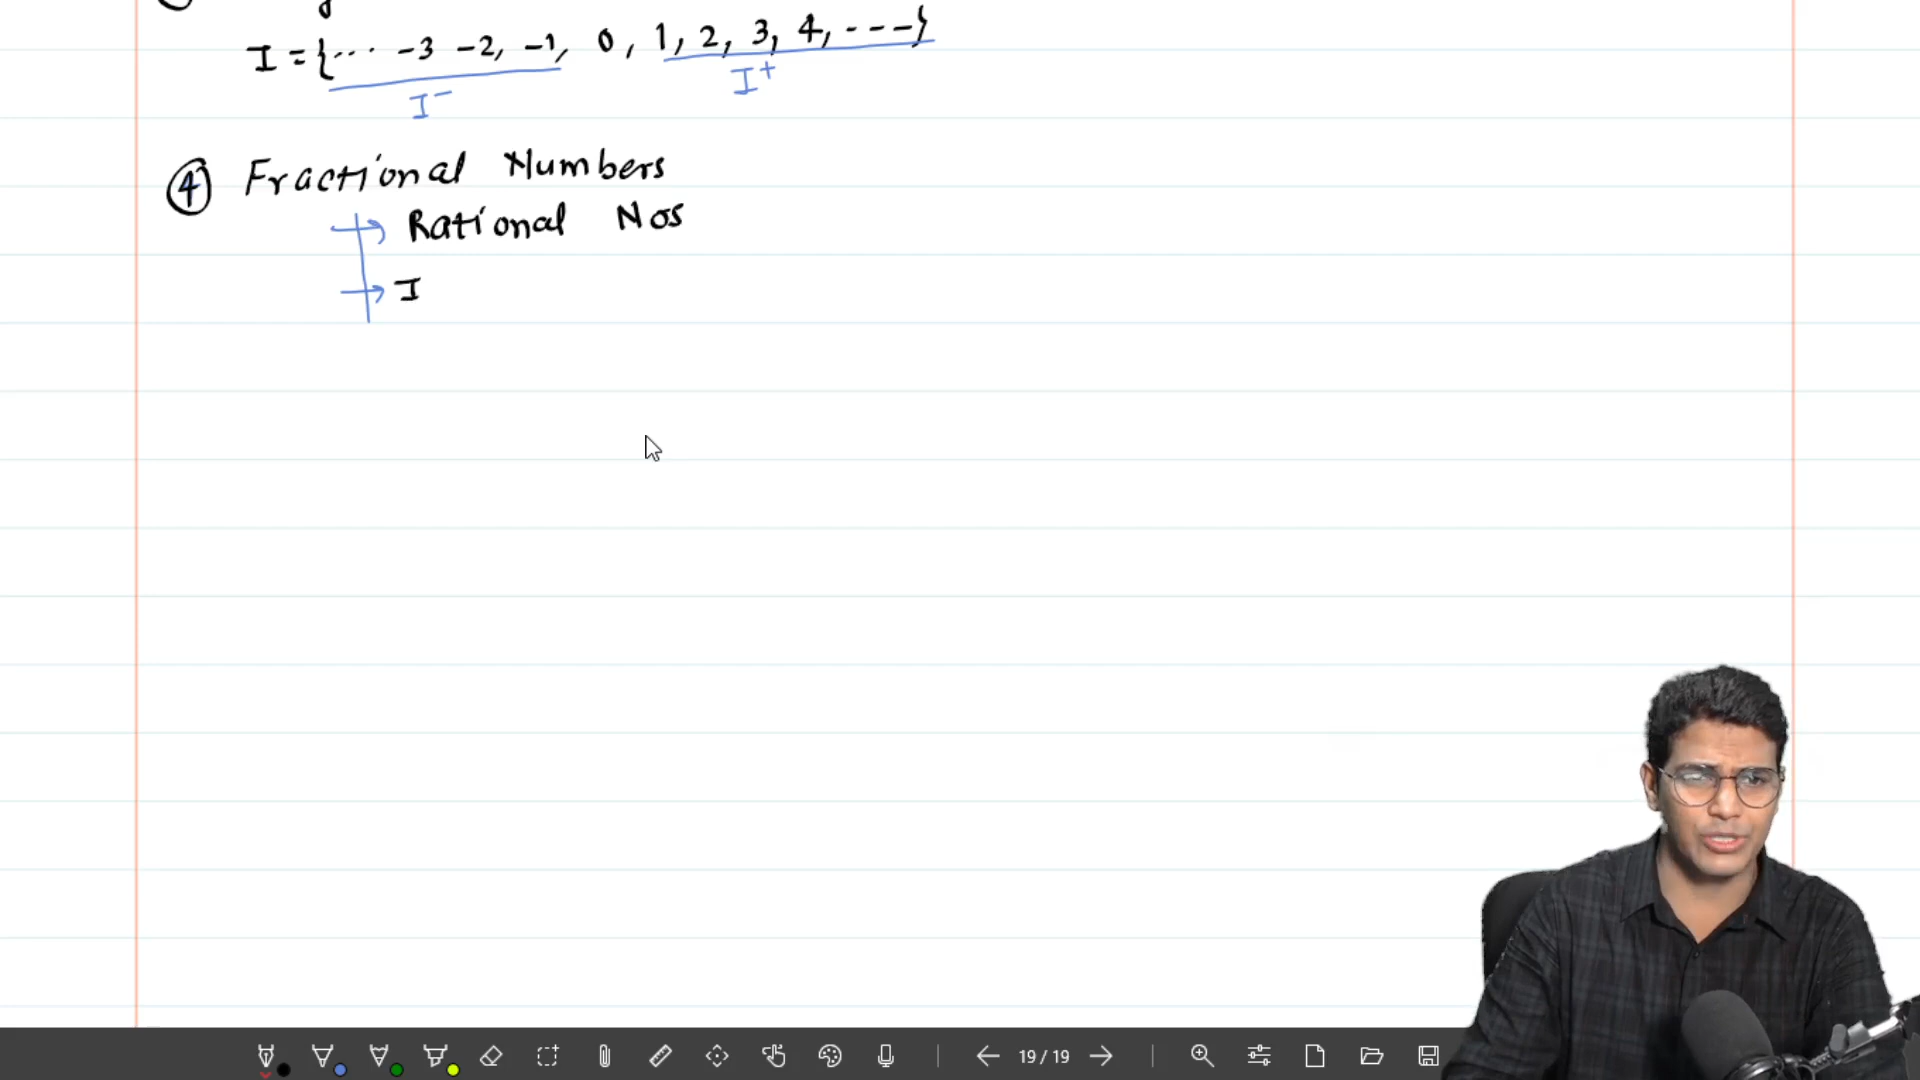 I = {... -3 -2, -1, 0, 1, 2, 3, 4, ---}
I⁻ I⁺
④ Fractional Numbers
→ Rational Nos
→ I
19 / 19